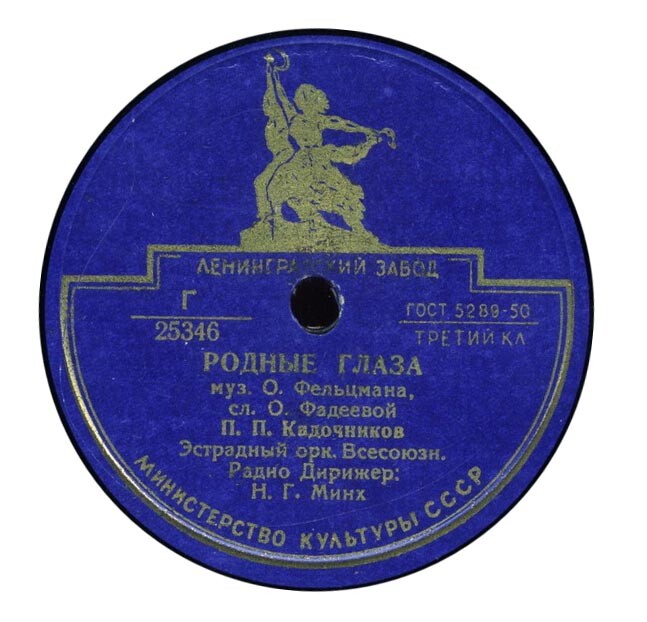 ЛЕНИНГРАДСКИЙ ЗАВОД
Г
25346
ГОСТ 5289-50
ТРЕТИЙ КЛ
РОДНЫЕ ГЛАЗА
муз. О. Фельцмана,
сл. О. Фадеевой
П. П. Кадочников
Эстрадный орк. Всесоюзн.
Радио Дирижер:
Н. Г. Минх
МИНИСТЕРСТВО КУЛЬТУРЫ СССР